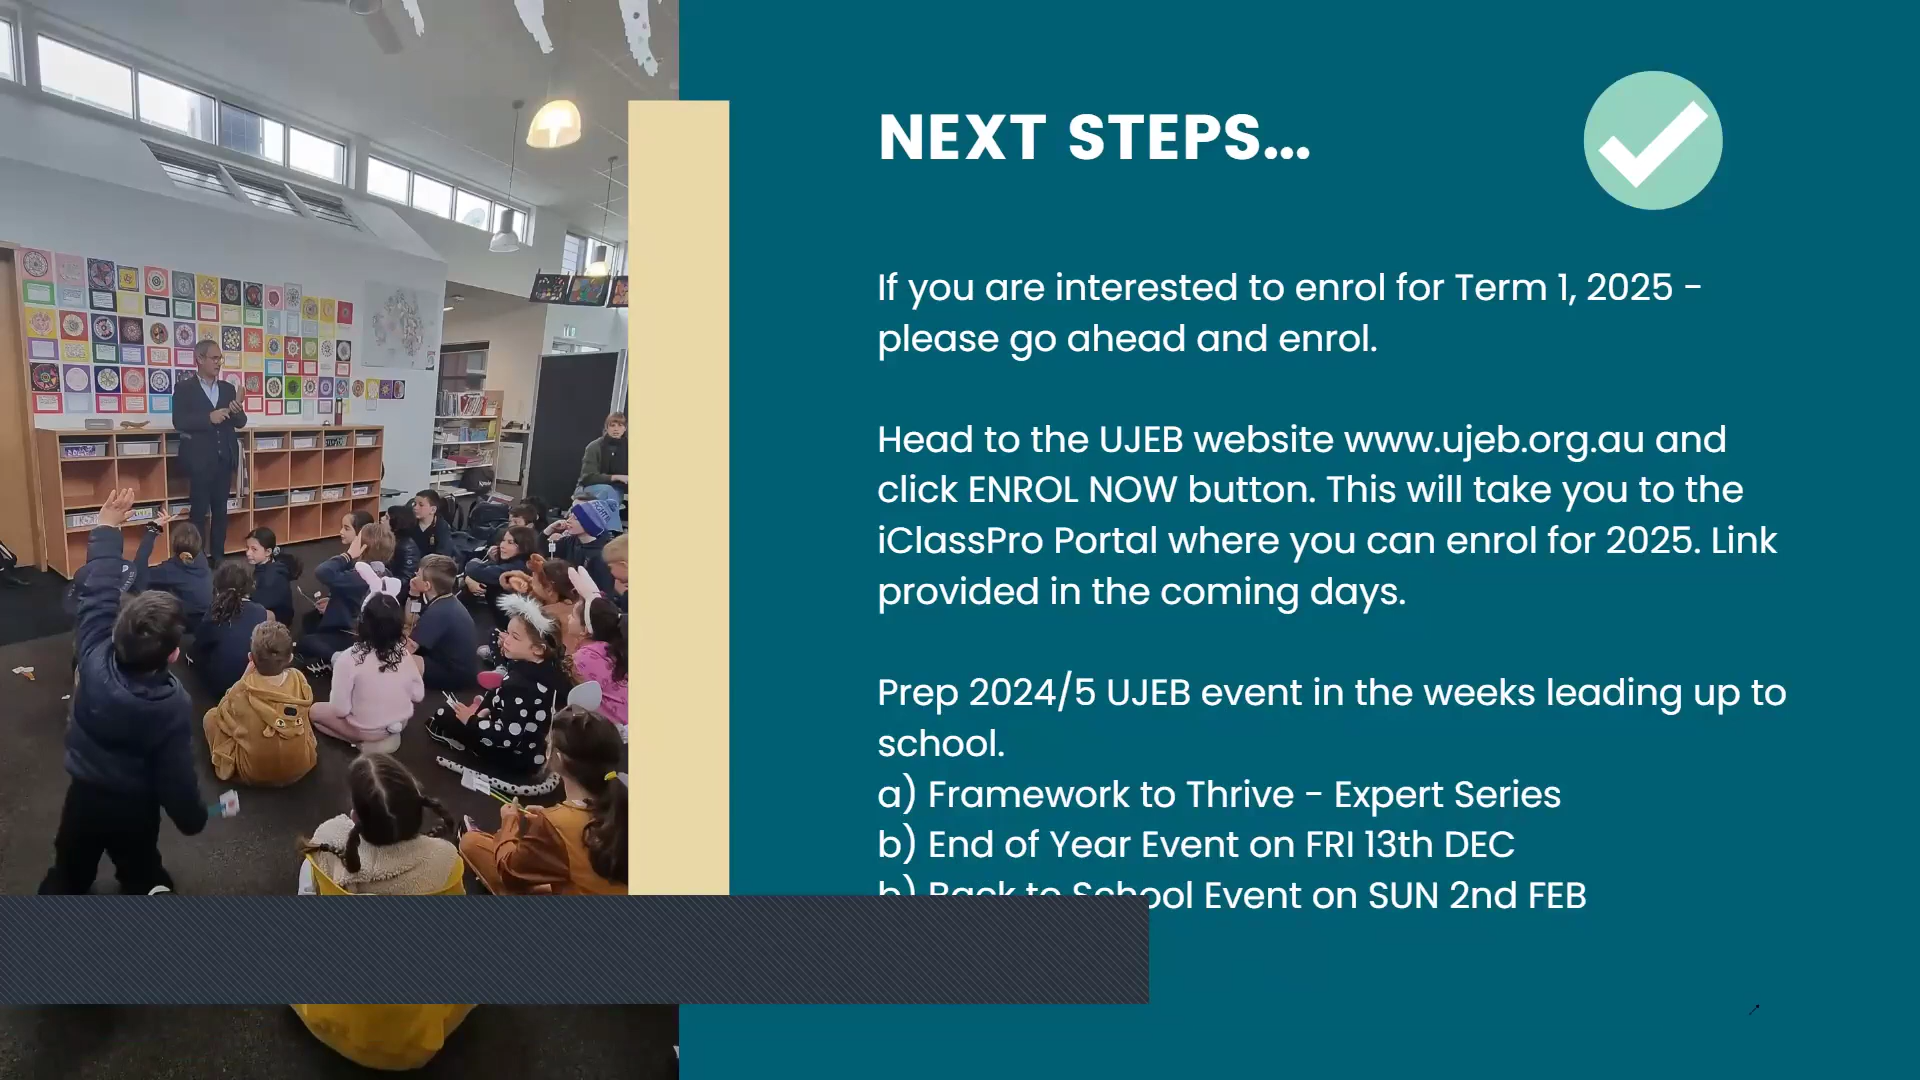 NEXT STEPS...
If you are interested to enrol for Term 1, 2025 -
please go ahead and enrol.
Head to the UJEB website www.ujeb.org.au and
click ENROL NOW button. This will take you to the
iClassPro Portal where you can enrol for 2025. Link
provided in the coming days.
Prep 2024/5 UJEB event in the weeks leading up to
school.
a) Framework to Thrive - Expert Series
b) End of Year Event on FRI 13th DEC
b) Back to School Event on SUN 2nd FEB